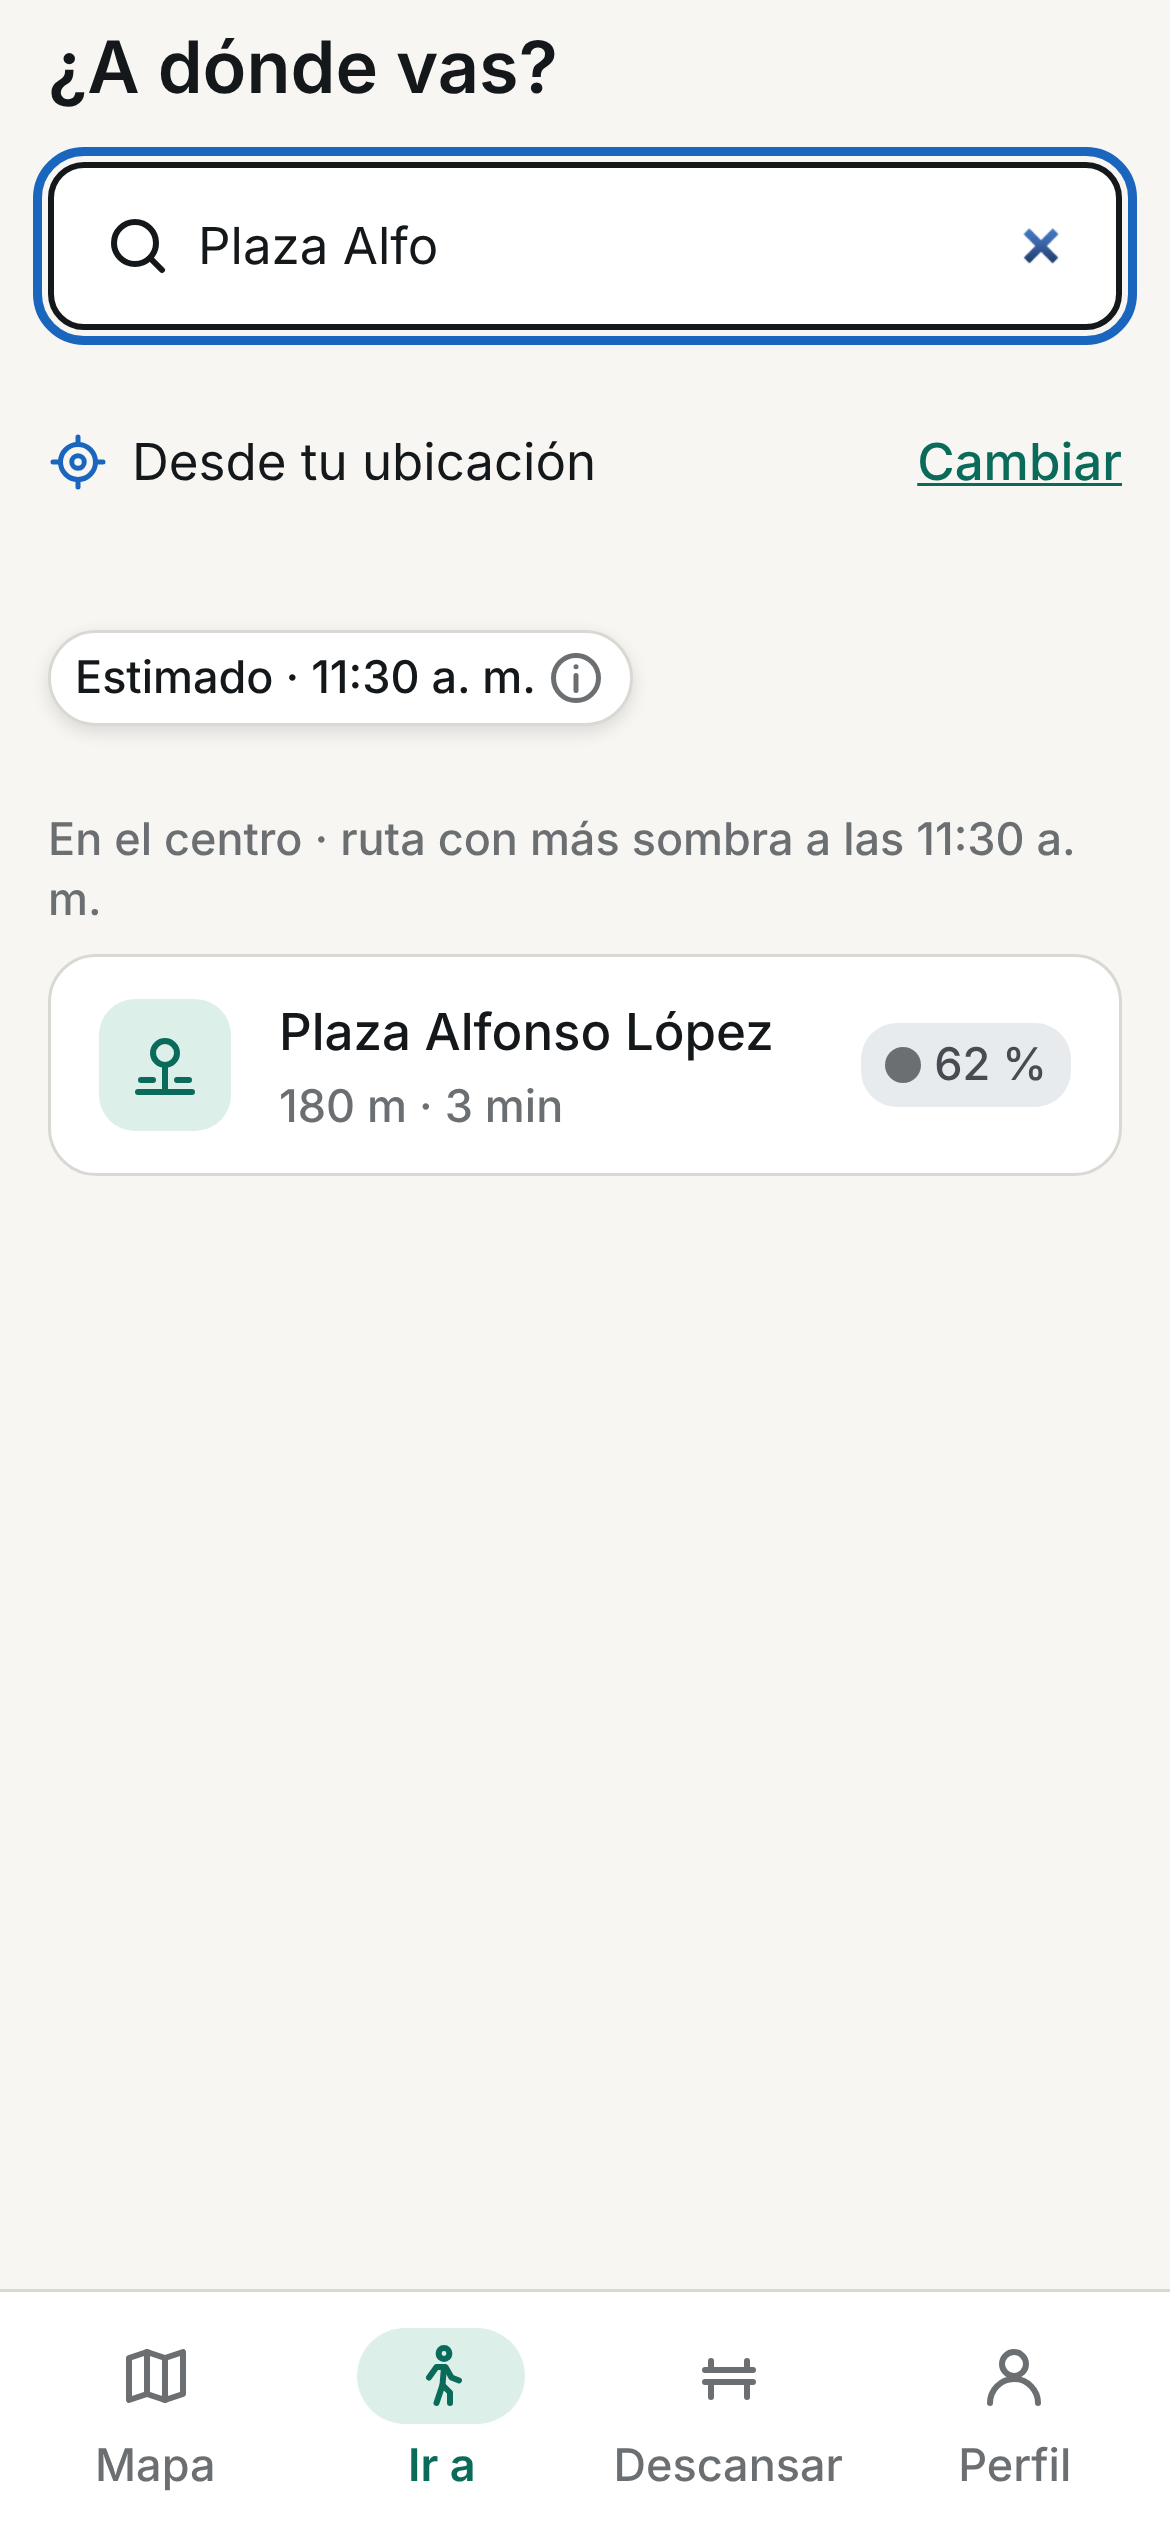 ¿A dónde vas?
Plaza Alfo
Desde tu ubicación
Cambiar
Estimado · 11:30 a. m.
En el centro · ruta con más sombra a las 11:30 a.
m.
Plaza Alfonso López
62 %
180 m · 3 min
Mapa
Ir a
Descansar
Perfil